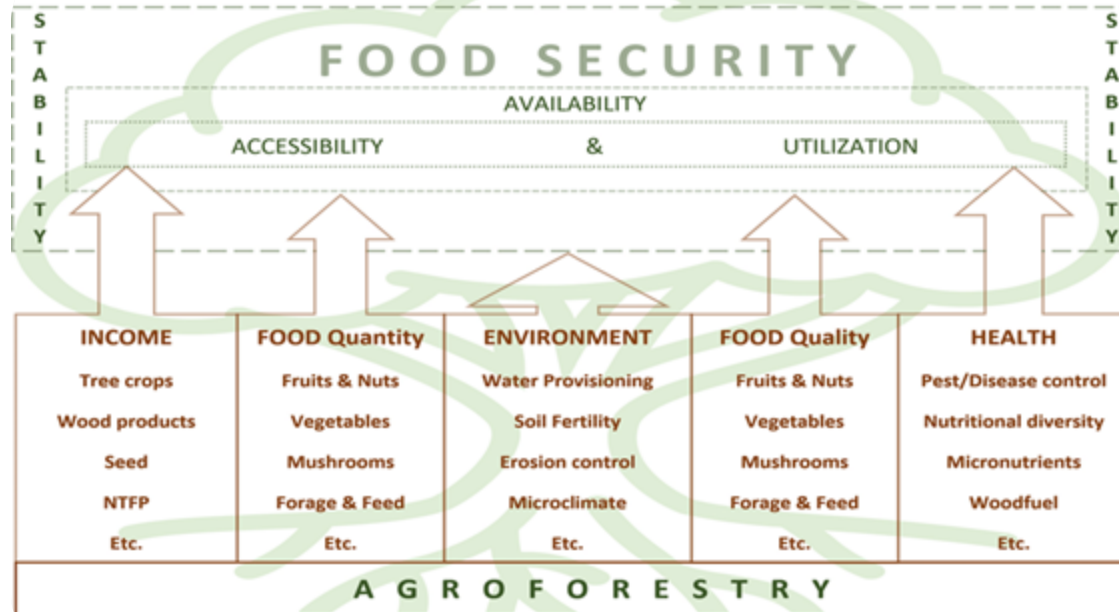 STABILITY
FOOD SECURITY
STABILITY
AVAILABILITY
ACCESSIBILITY & UTILIZATION
INCOME
Tree crops
Wood products
Seed
NTFP
Etc.
FOOD Quantity
Fruits & Nuts
Vegetables
Mushrooms
Forage & Feed
Etc.
ENVIRONMENT
Water Provisioning
Soil Fertility
Erosion control
Microclimate
Etc.
FOOD Quality
Fruits & Nuts
Vegetables
Mushrooms
Forage & Feed
Etc.
HEALTH
Pest/Disease control
Nutritional diversity
Micronutrients
Woodfuel
Etc.
AGROFORESTRY